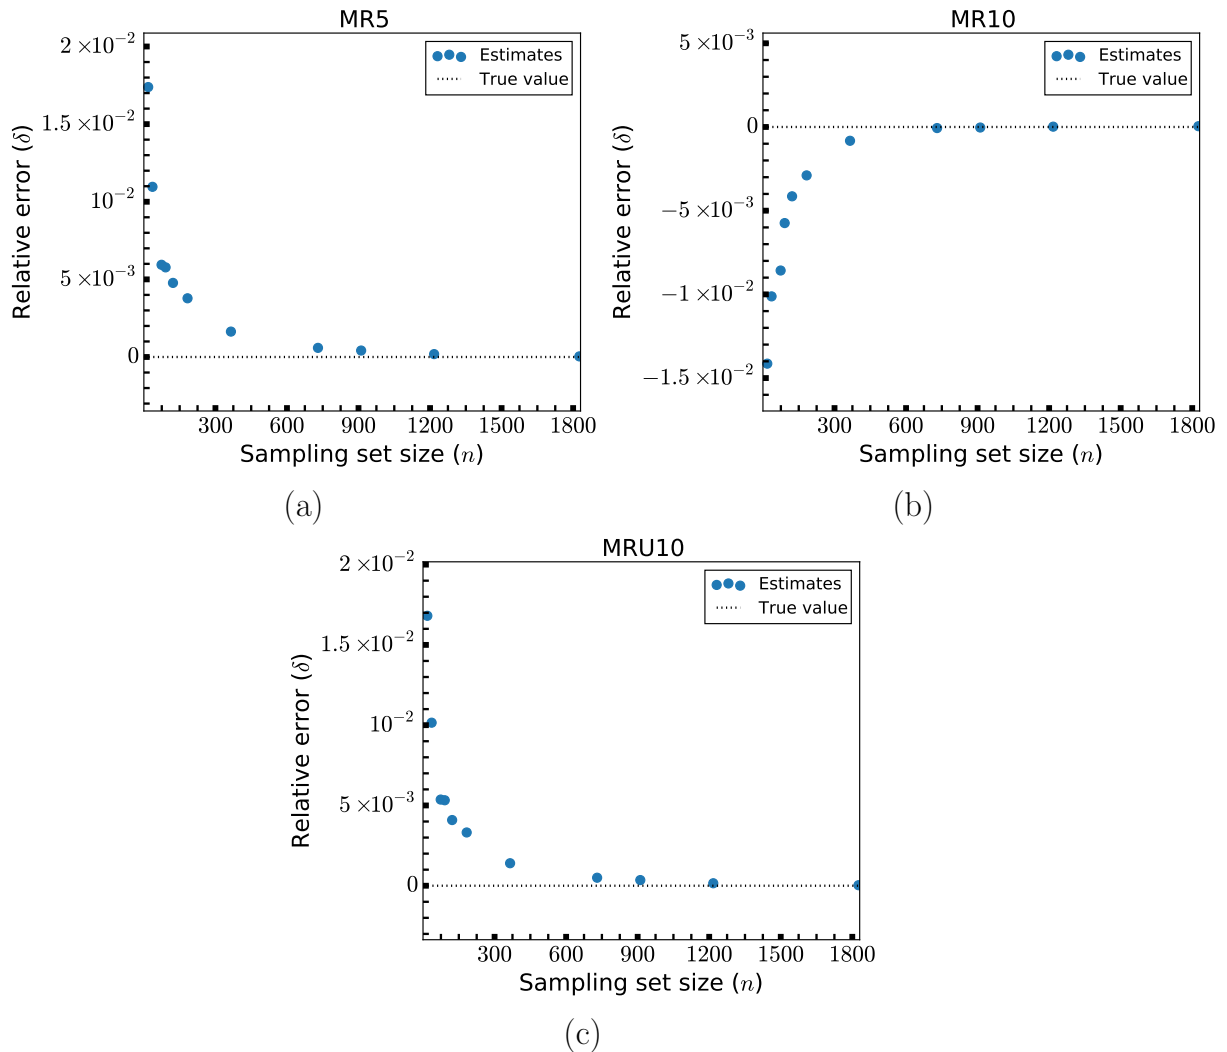 MR5
2 ×10⁻²
1.5 ×10⁻²
10⁻²
5 ×10⁻³
0
Relative error (δ)
Estimates
True value
300 600 900 1200 1500 1800
Sampling set size (n)
(a)
MR10
5 ×10⁻³
0
−5 ×10⁻³
−1 ×10⁻²
−1.5 ×10⁻²
Relative error (δ)
Estimates
True value
300 600 900 1200 1500 1800
Sampling set size (n)
(b)
MRU10
2 ×10⁻²
1.5 ×10⁻²
10⁻²
5 ×10⁻³
0
Relative error (δ)
Estimates
True value
300 600 900 1200 1500 1800
Sampling set size (n)
(c)